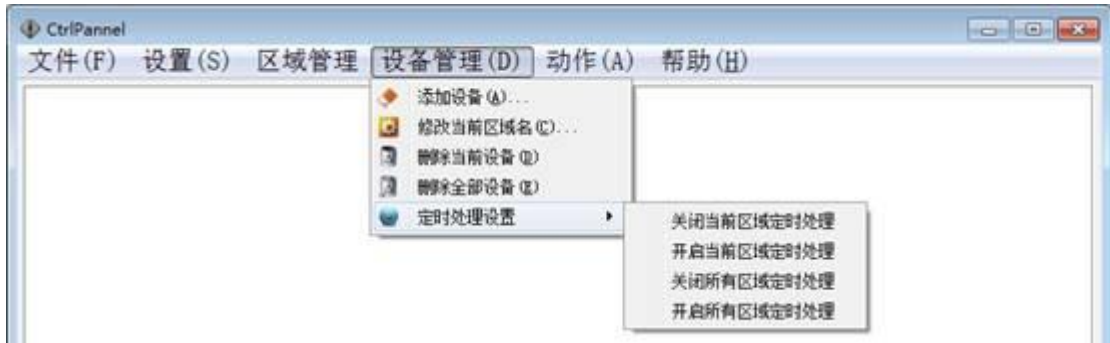 CtrlPannel
文件(F) 设置(S) 区域管理 设备管理(D) 动作(A) 帮助(H)
添加设备(A)...
修改当前区域名(C)...
删除当前设备(D)
删除全部设备(E)
定时处理设置
关闭当前区域定时处理
开启当前区域定时处理
关闭所有区域定时处理
开启所有区域定时处理